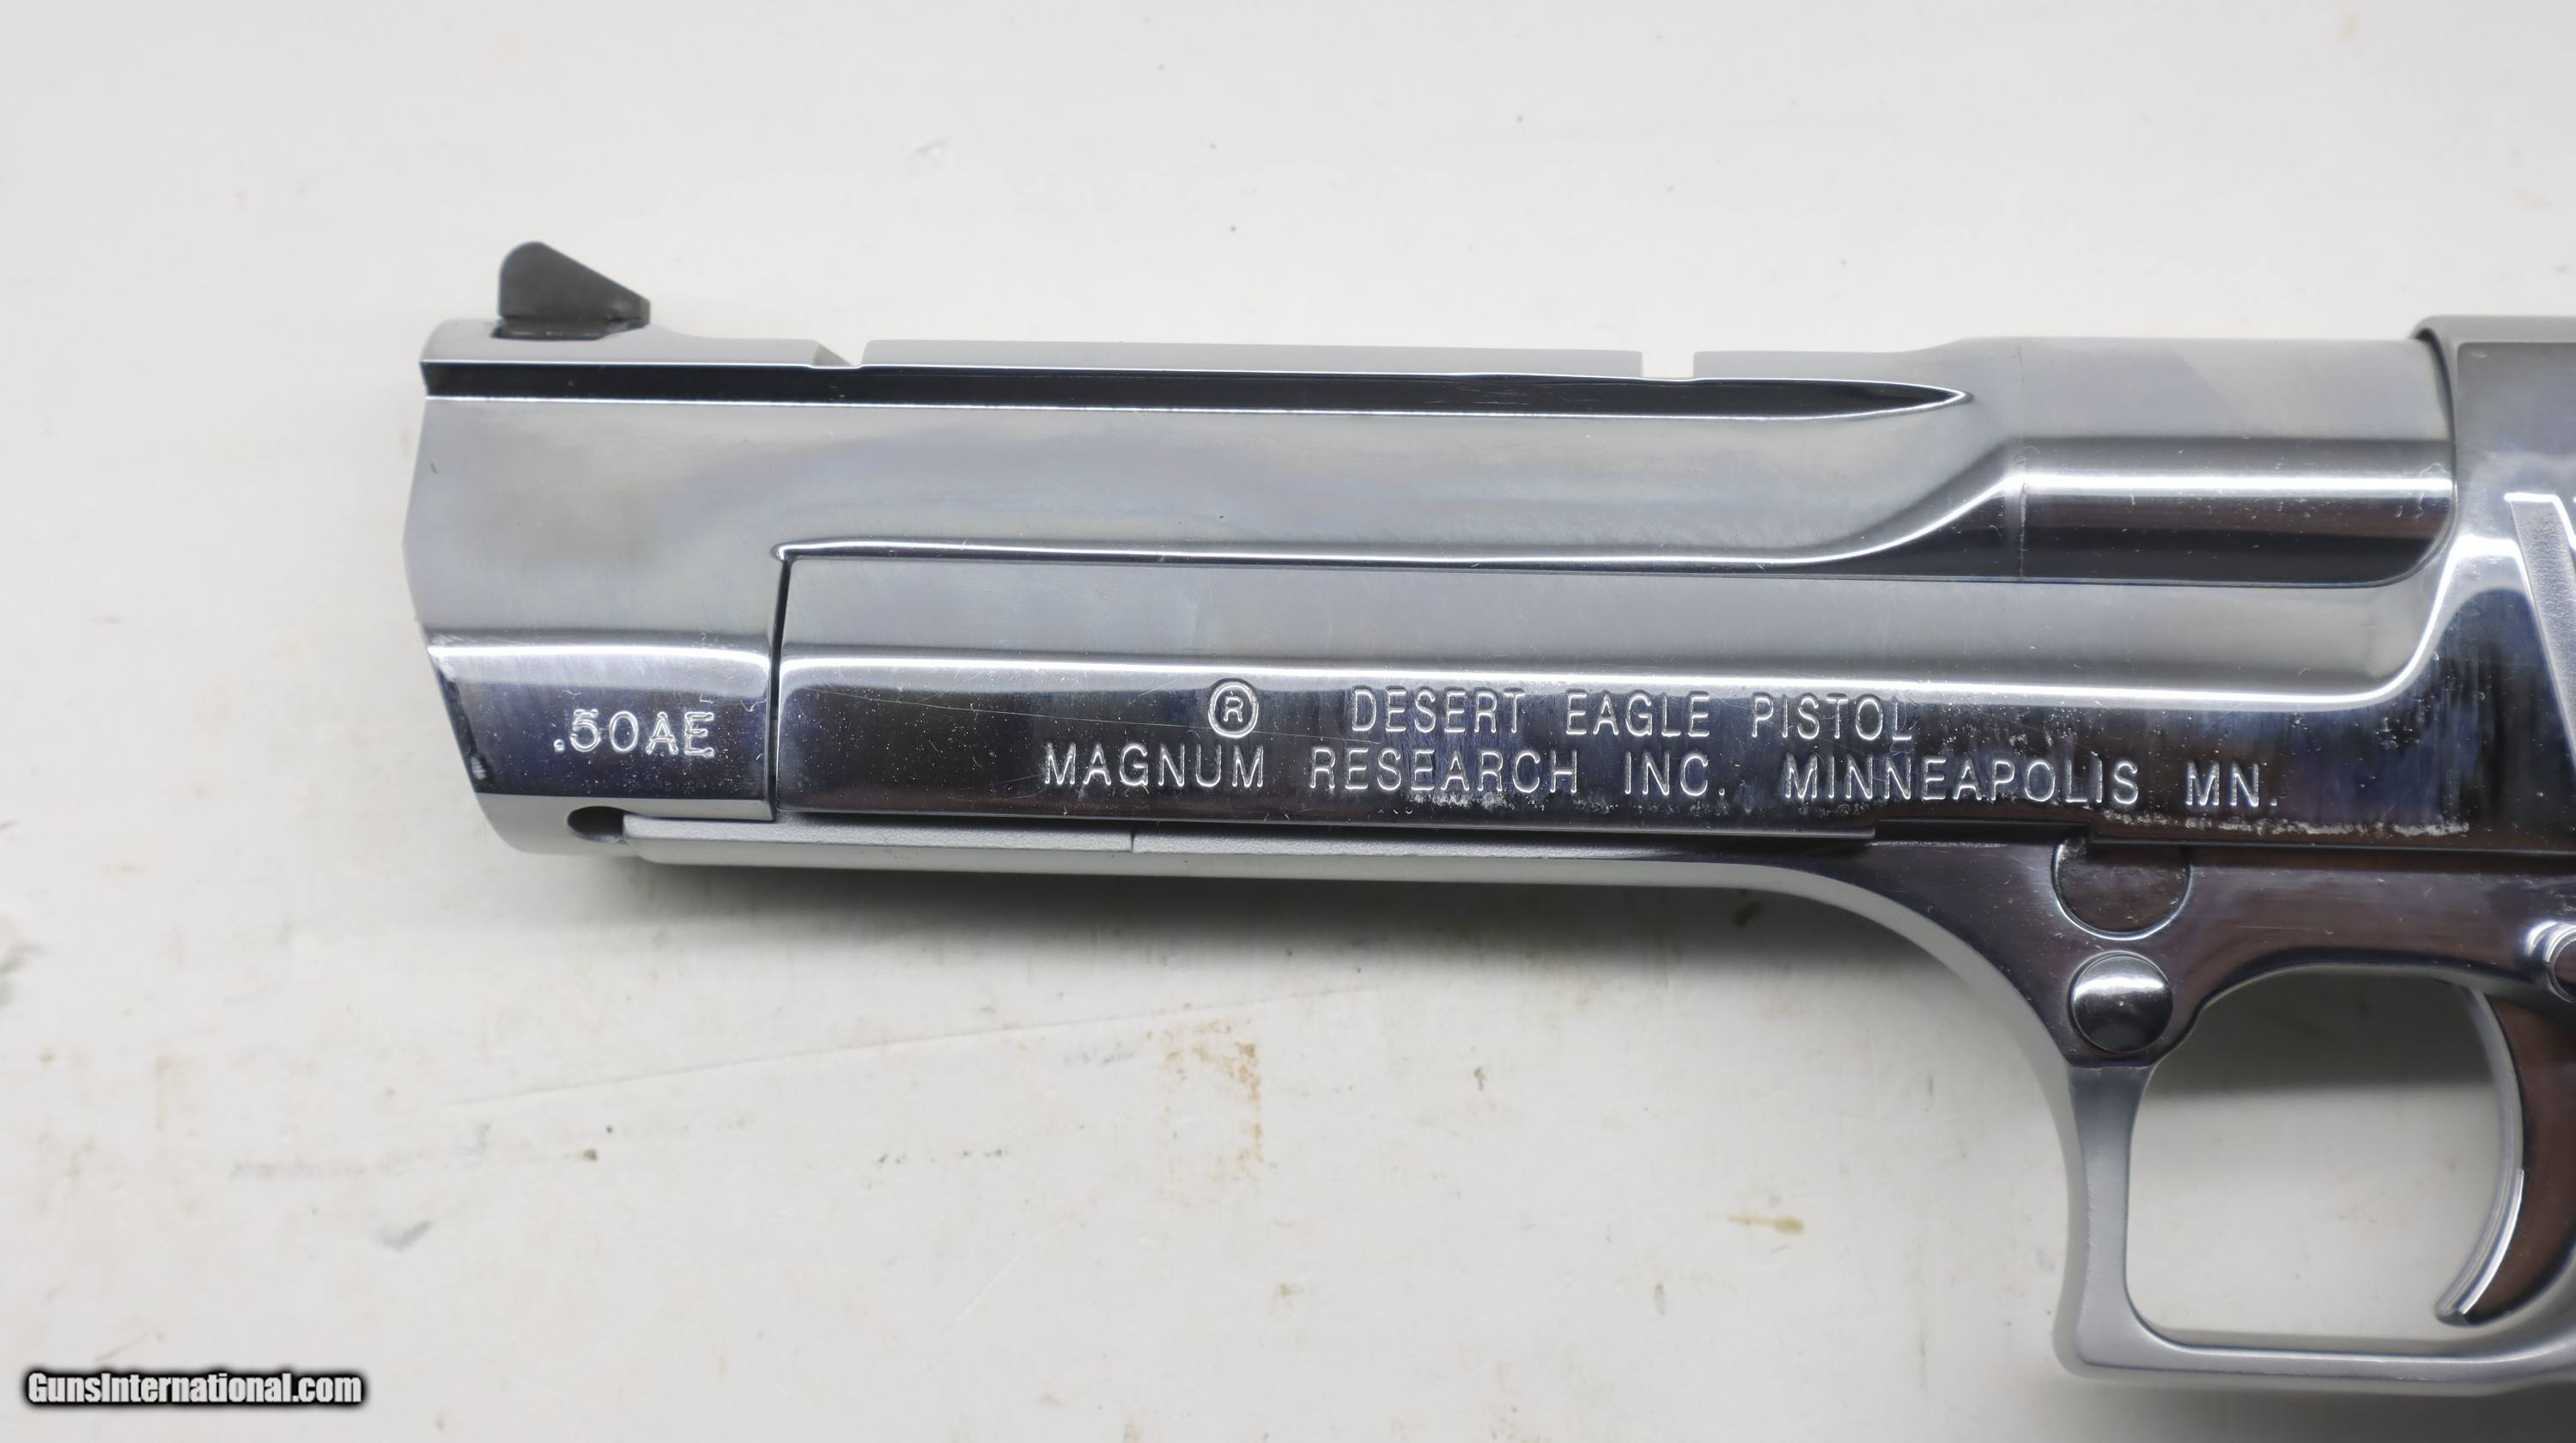 ® DESERT EAGLE PISTOL
.50AE
MAGNUM RESEARCH INC. MINNEAPOLIS MN.
GunsInternational.com